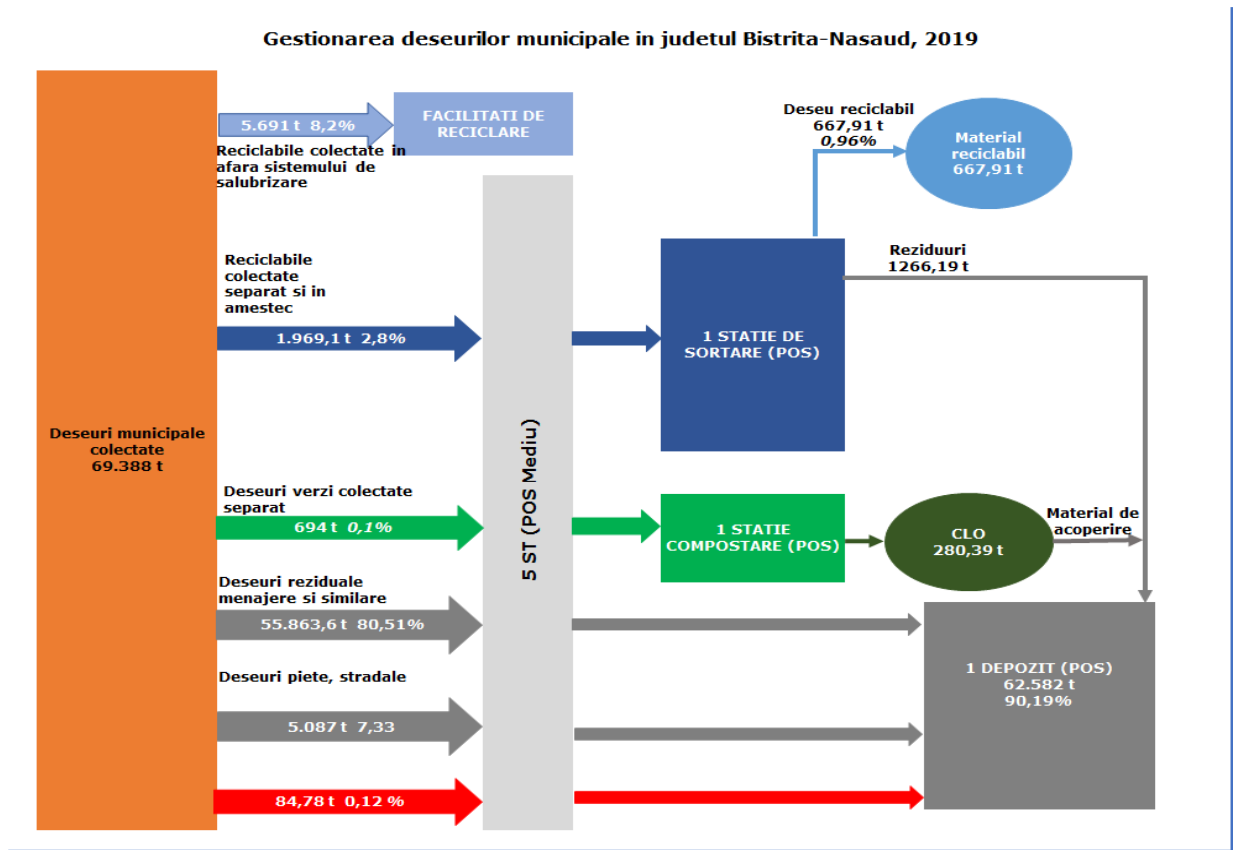 Gestionarea deseurilor municipale in judetul Bistrita-Nasaud, 2019
5.691 t 8,2%
FACILITATI DE
RECICLARE
Reciclabile colectate in
afara sistemului de
salubrizare
Deseu reciclabil
667,91 t
0,96%
Material
reciclabil
667,91 t
Reciclabile
colectate
separat si in
amestec
1.969,1 t 2,8%
Reziduuri
1266,19 t
1 STATIE DE
SORTARE (POS)
Deseuri municipale
colectate
69.388 t
5 ST (POS Mediu)
Deseuri verzi colectate
separat
694 t 0,1%
1 STATIE
COMPOSTARE (POS)
CLO
280,39 t
Material de
acoperire
Deseuri reziduale
menajere si similare
55.863,6 t 80,51%
Deseuri piete, stradale
5.087 t 7,33
1 DEPOZIT (POS)
62.582 t
90,19%
84,78 t 0,12 %